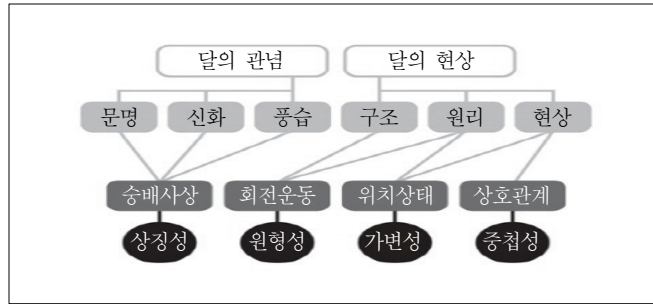 달의 관념 달의 현상
문명 신화 풍습 구조 원리 현상
숭배사상 회전운동 위치상태 상호관계
상징성 원형성 가변성 중첩성